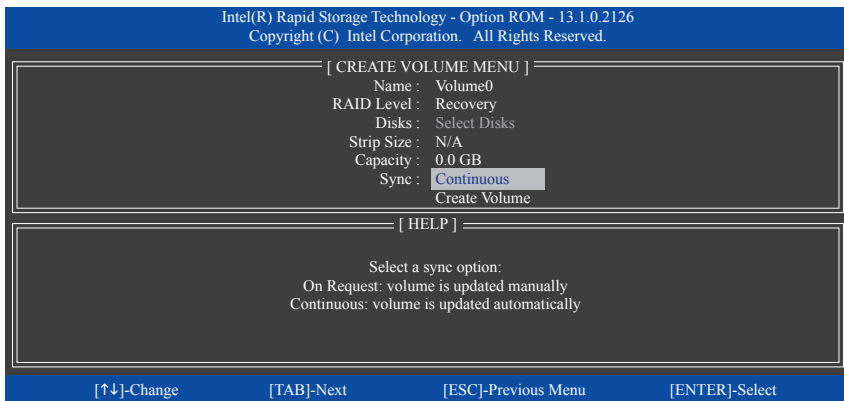 Intel(R) Rapid Storage Technology - Option ROM - 13.1.0.2126
Copyright (C) Intel Corporation. All Rights Reserved.
[ CREATE VOLUME MENU ]
Name : Volume0
RAID Level : Recovery
Disks : Select Disks
Strip Size : N/A
Capacity : 0.0 GB
Sync : Continuous
Create Volume
[ HELP ]
Select a sync option:
On Request: volume is updated manually
Continuous: volume is updated automatically
[↑↓]-Change [TAB]-Next [ESC]-Previous Menu [ENTER]-Select